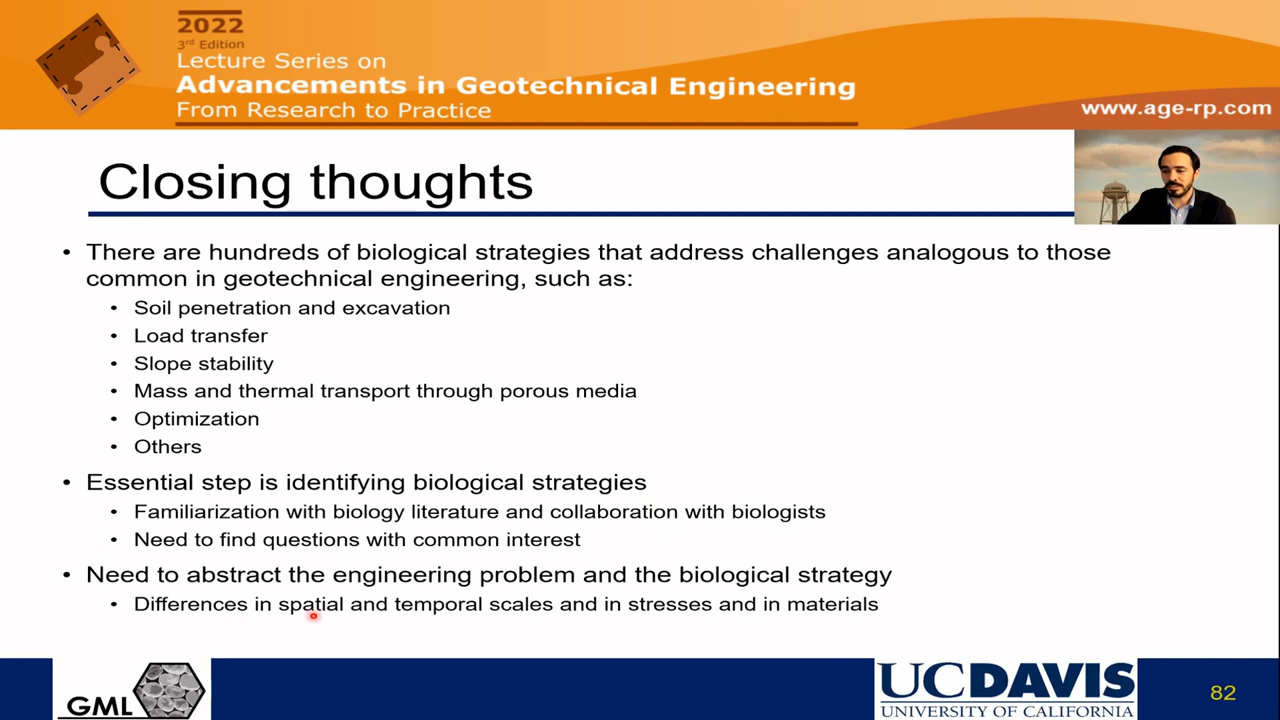 2022
3rd Edition
Lecture Series on
Advancements in Geotechnical Engineering
From Research to Practice
www.age-rp.com
Closing thoughts
• There are hundreds of biological strategies that address challenges analogous to those
common in geotechnical engineering, such as:
• Soil penetration and excavation
• Load transfer
• Slope stability
• Mass and thermal transport through porous media
• Optimization
• Others
• Essential step is identifying biological strategies
• Familiarization with biology literature and collaboration with biologists
• Need to find questions with common interest
• Need to abstract the engineering problem and the biological strategy
• Differences in spatial and temporal scales and in stresses and in materials
GML
UCDAVIS
UNIVERSITY OF CALIFORNIA
82